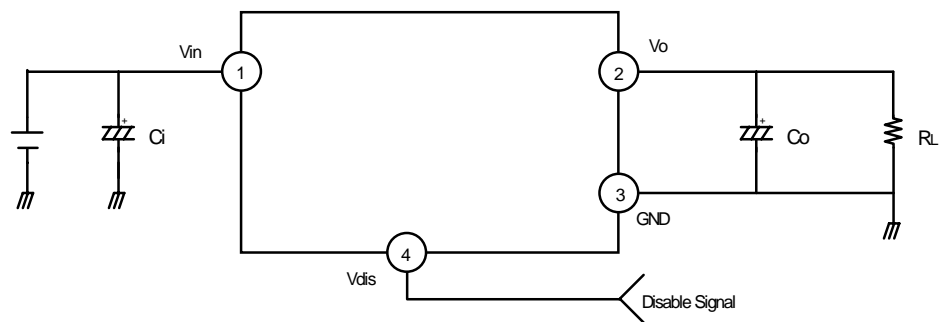 Vin
1
2
Vo
+
Ci
+
Co
RL
3
GND
4
Vdis
Disable Signal